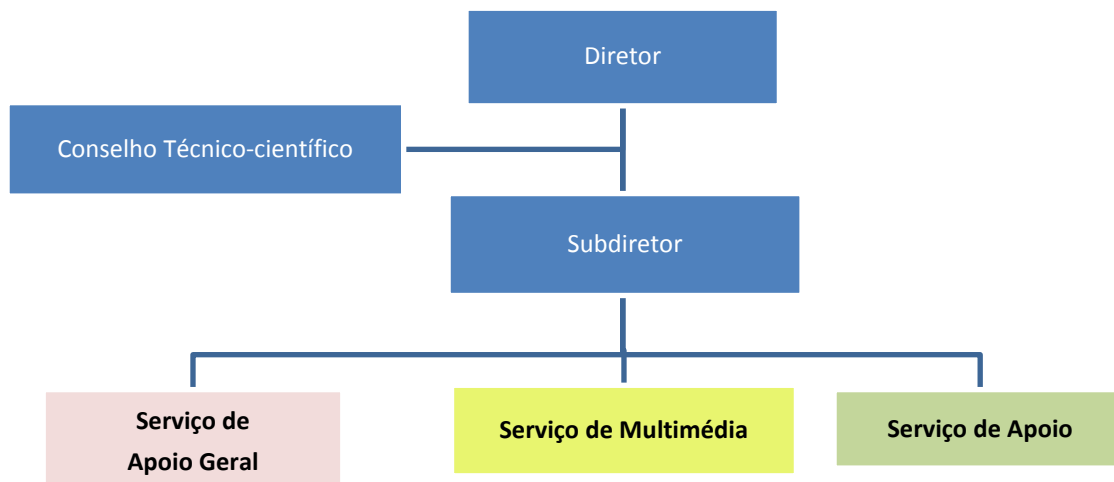 Diretor
Conselho Técnico-científico
Subdiretor
Serviço de
Apoio Geral
Serviço de Multimédia
Serviço de Apoio